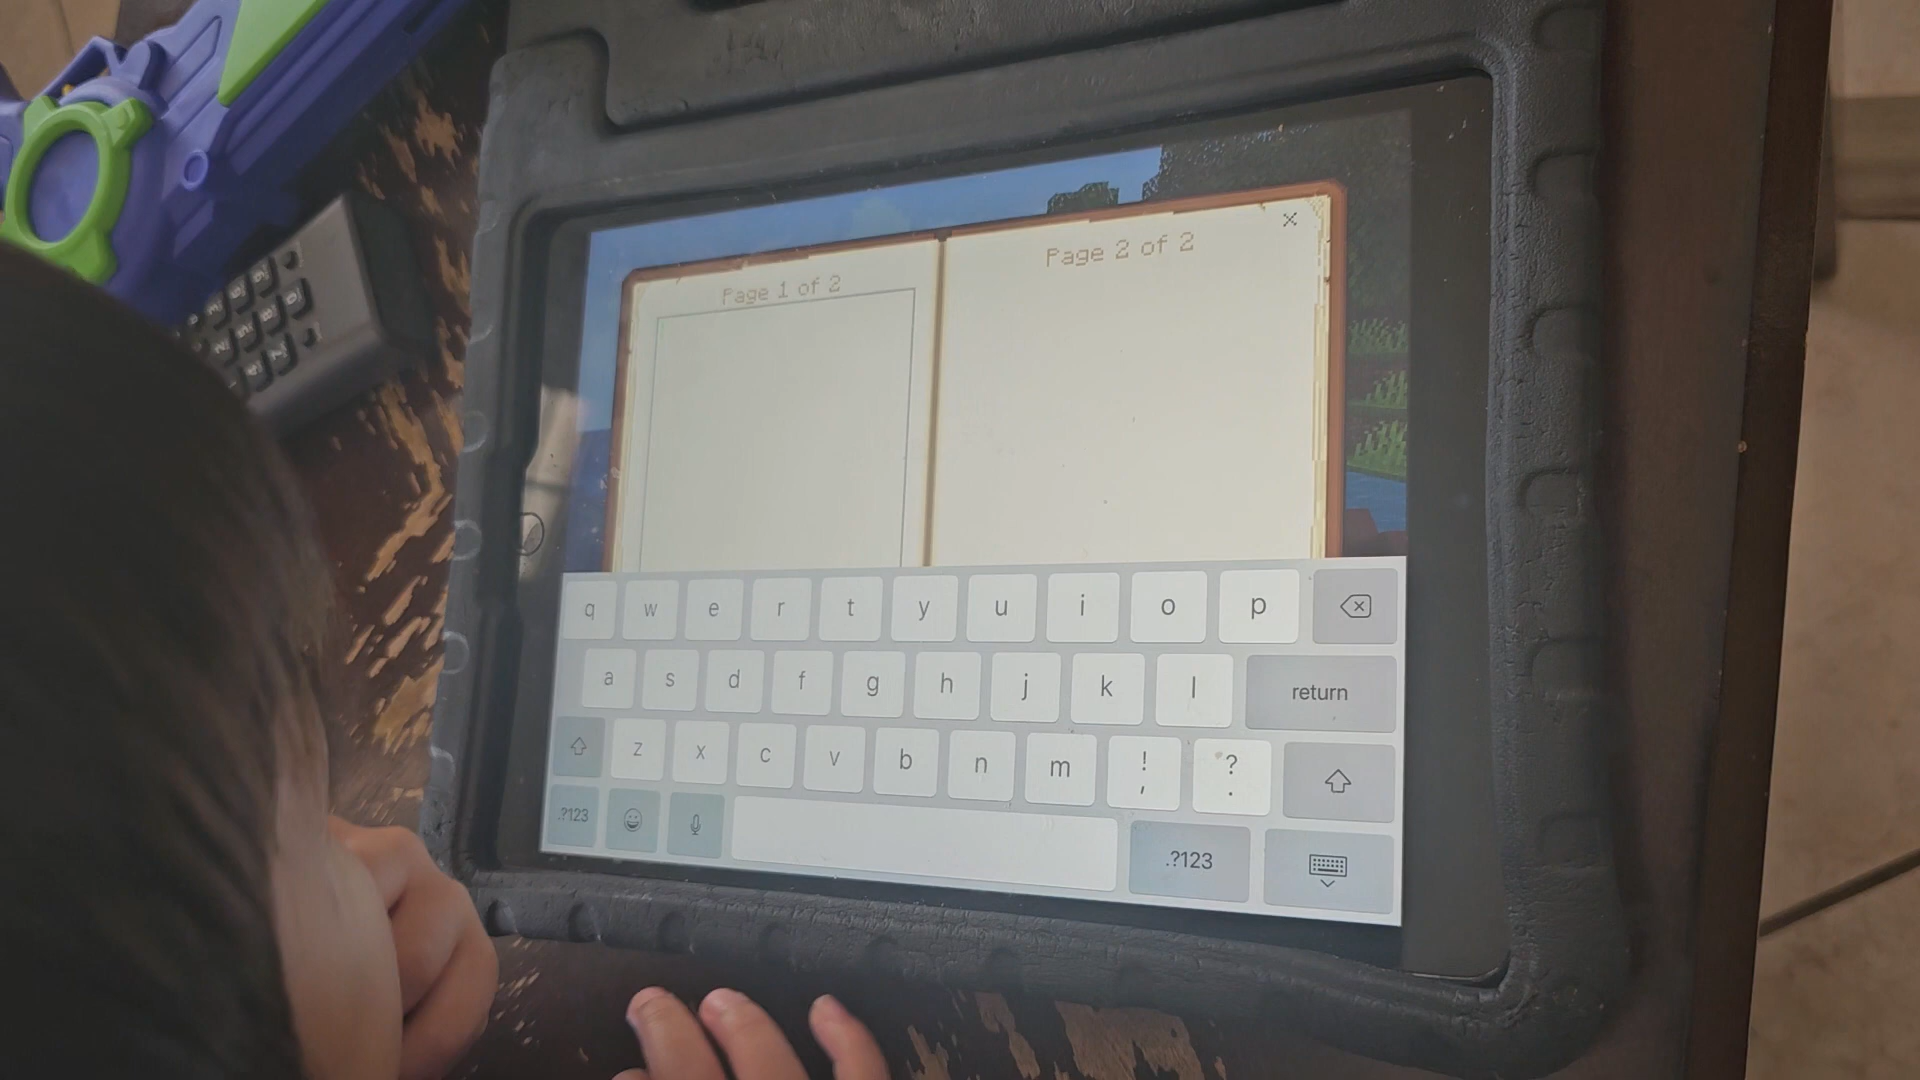 Page 1 of 2
Page 2 of 2
q w e r t y u i o p
a s d f g h j k l return
z x c v b n m ! , ? .
.?123 .?123